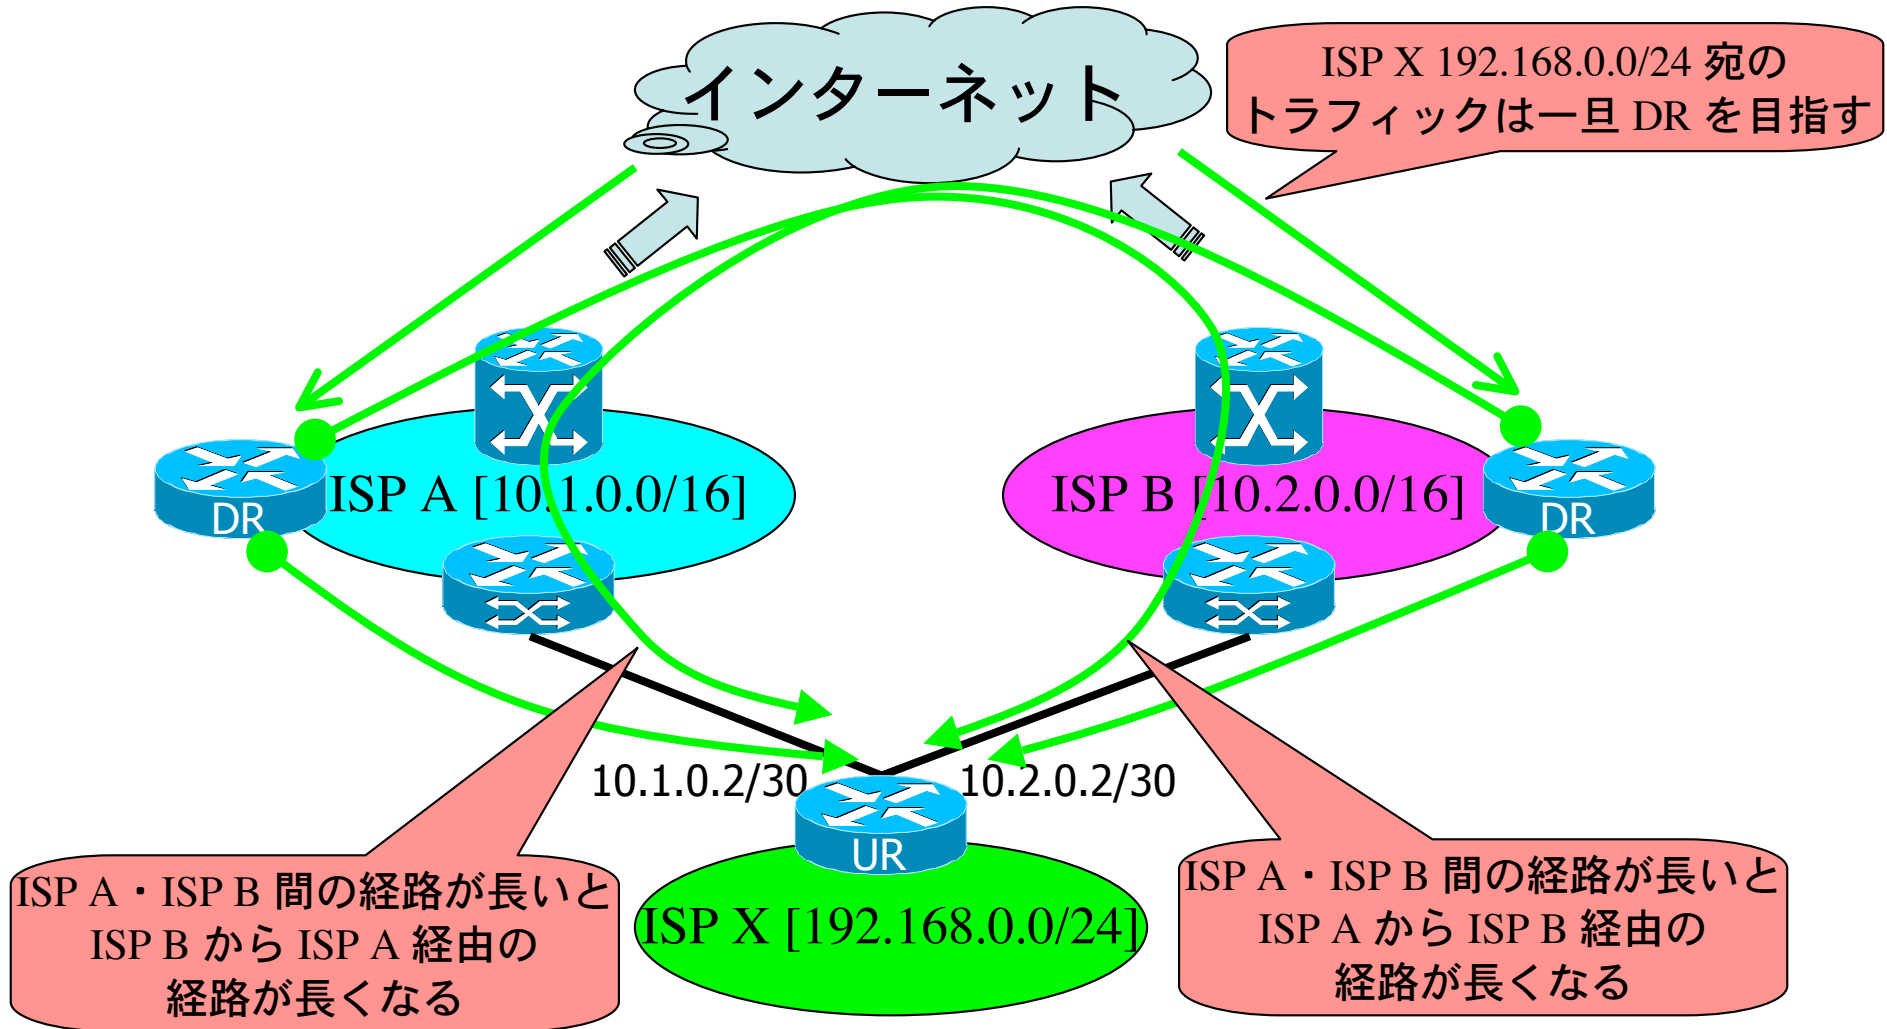 インターネット
ISP X 192.168.0.0/24 宛の
トラフィックは一旦 DR を目指す
DR
ISP A [10.1.0.0/16]
ISP B [10.2.0.0/16]
DR
10.1.0.2/30
10.2.0.2/30
UR
ISP X [192.168.0.0/24]
ISP A・ISP B 間の経路が長いと
ISP B から ISP A 経由の
経路が長くなる
ISP A・ISP B 間の経路が長いと
ISP A から ISP B 経由の
経路が長くなる